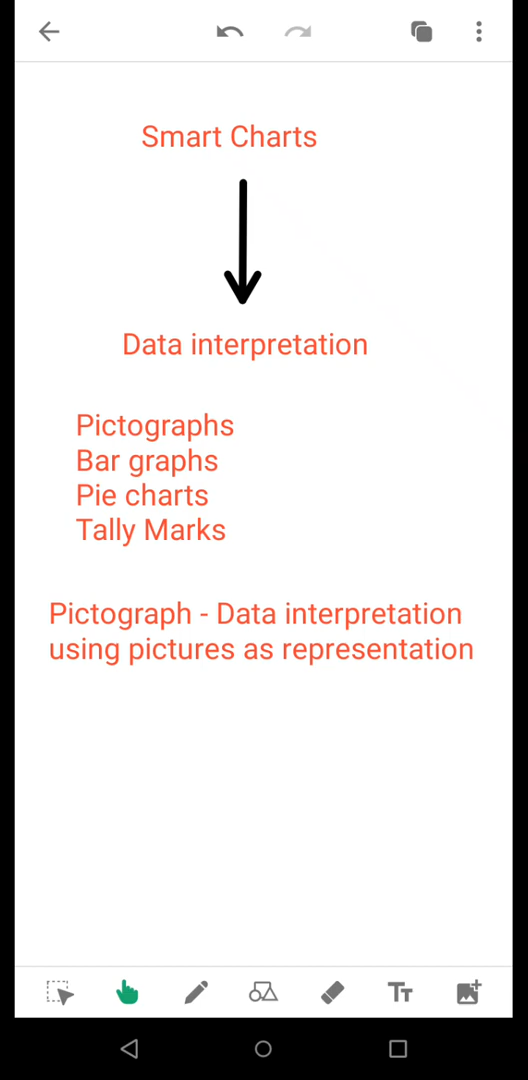 Smart Charts
Data interpretation
Pictographs
Bar graphs
Pie charts
Tally Marks
Pictograph - Data interpretation
using pictures as representation